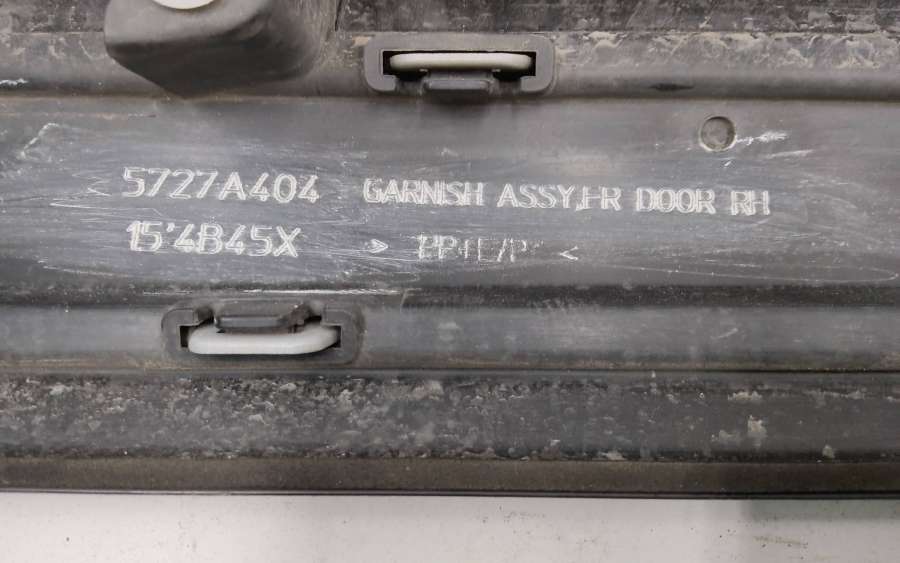 5727A404 GARNISH ASSY,FR DOOR RH
15'4B45X > <